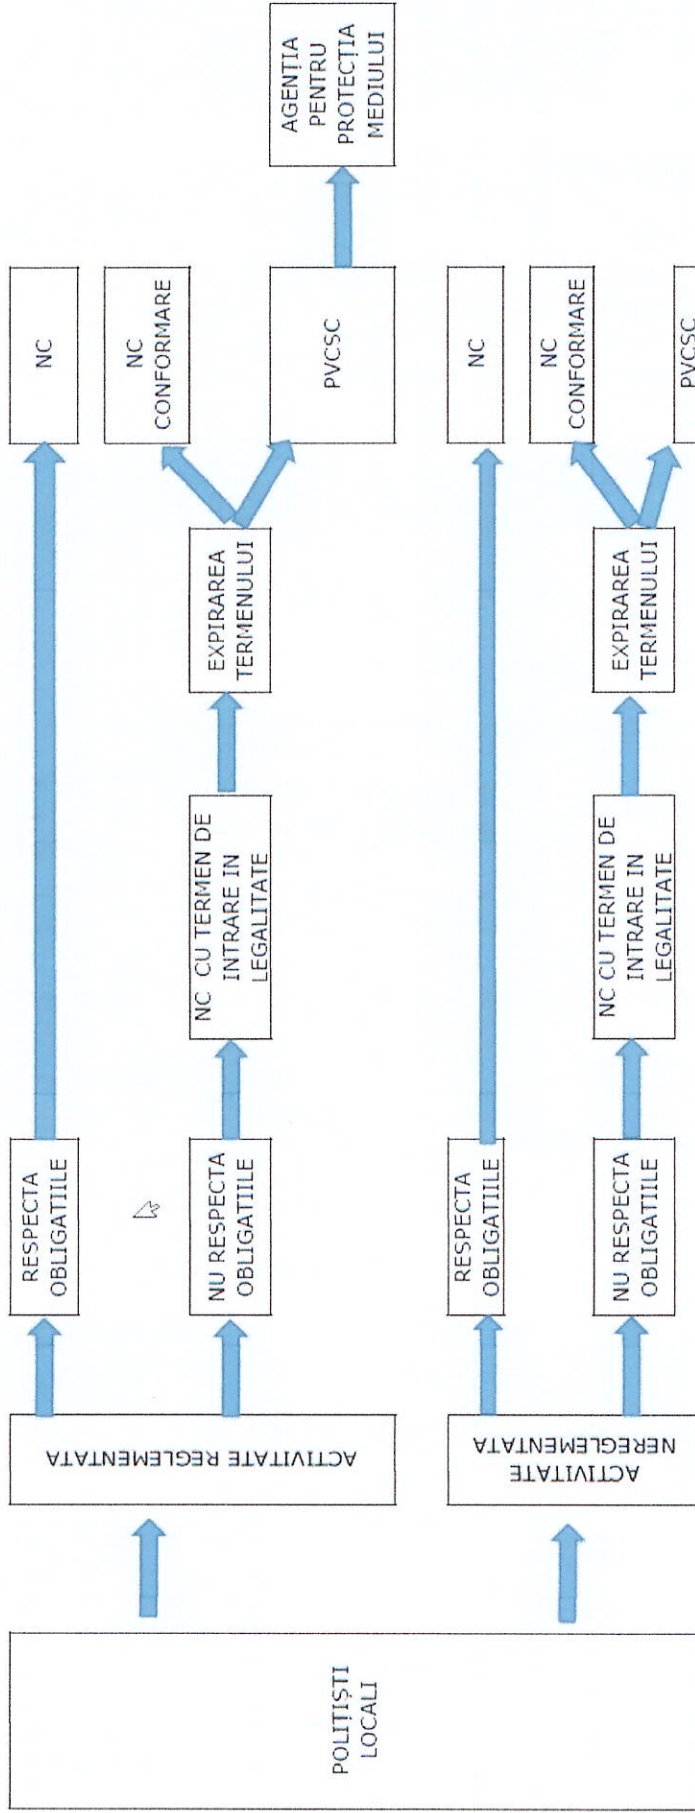 POLIȚIȘTI
LOCALI
ACTIVITATE REGLEMENTATA
RESPECTA
OBLIGATIILE
NC
NU RESPECTA
OBLIGATIILE
NC CU TERMEN DE
INTRARE IN
LEGALITATE
EXPIRAREA
TERMENULUI
NC
CONFORMARE
PVCSC
AGENȚIA
PENTRU
PROTECȚIA
MEDIULUI
ACTIVITATE
NEREGLEMENTATA
RESPECTA
OBLIGATIILE
NC
NU RESPECTA
OBLIGATIILE
NC CU TERMEN DE
INTRARE IN
LEGALITATE
EXPIRAREA
TERMENULUI
NC
CONFORMARE
PVCSC